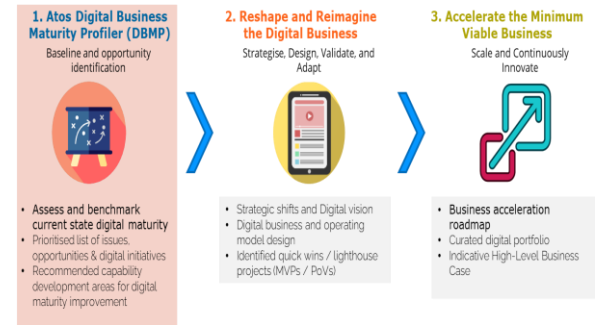 1. Atos Digital Business
Maturity Profiler (DBMP)
Baseline and opportunity
identification
• Assess and benchmark
current state digital maturity
• Prioritised list of issues,
opportunities & digital initiatives
• Recommended capability
development areas for digital
maturity improvement
2. Reshape and Reimagine
the Digital Business
Strategise, Design, Validate, and
Adapt
• Strategic shifts and Digital vision
• Digital business and operating
model design
• Identified quick wins / lighthouse
projects (MVPs / PoVs)
3. Accelerate the Minimum
Viable Business
Scale and Continuously
Innovate
• Business acceleration
roadmap
• Curated digital portfolio
• Indicative High-Level Business
Case